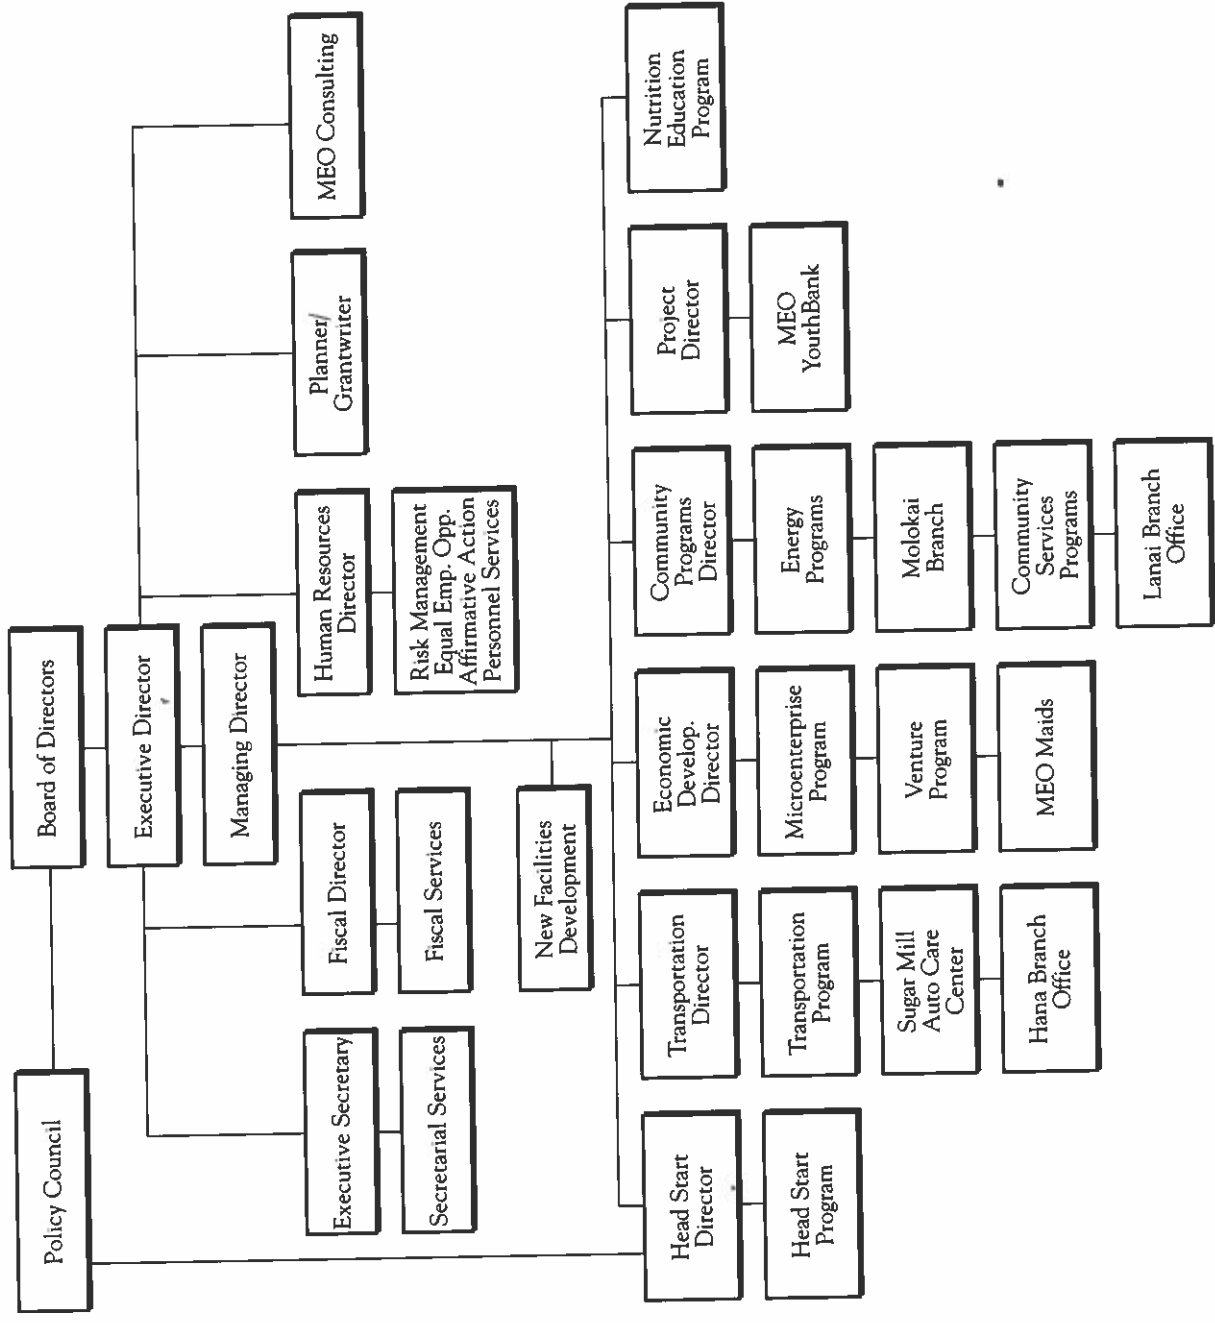 Policy Council
Board of Directors
Executive Director
Managing Director
Executive Secretary
Secretarial Services
Fiscal Director
Fiscal Services
Human Resources
Director
Risk Management
Equal Emp. Opp.
Affirmative Action
Personnel Services
Planner/
Grantwriter
MEO Consulting
New Facilities
Development
Head Start
Director
Head Start
Program
Transportation
Director
Transportation
Program
Sugar Mill
Auto Care
Center
Hana Branch
Office
Economic
Develop.
Director
Microenterprise
Program
Venture
Program
MEO Maids
Community
Programs
Director
Energy
Programs
Molokai
Branch
Community
Services
Programs
Lanai Branch
Office
Project
Director
MEO
YouthBank
Nutrition
Education
Program